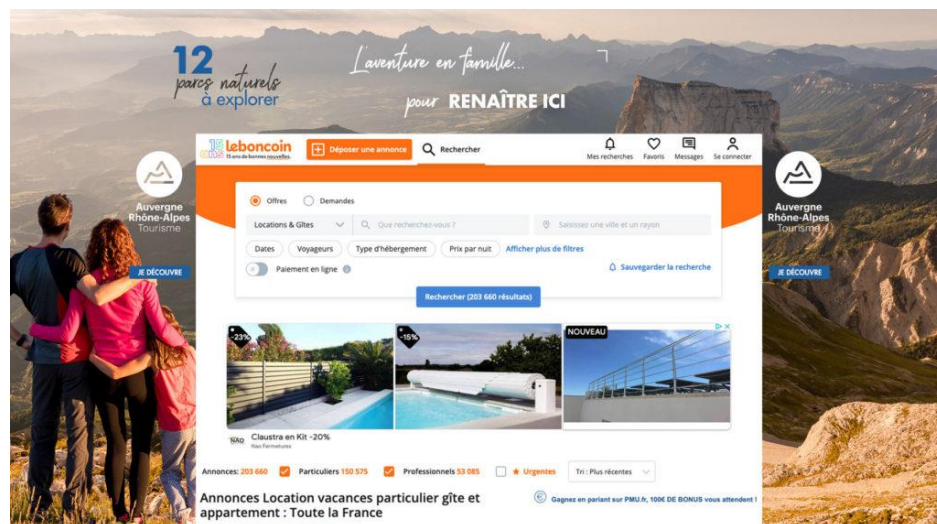 12
parcs naturels
à explorer
L'aventure en famille...
pour RENAÎTRE ICI
15 ans
leboncoin
15 ans de bonnes nouvelles.
Déposer une annonce
Rechercher
Mes recherches
Favoris
Messages
Se connecter
Auvergne
Rhône-Alpes
Tourisme
JE DÉCOUVRE
Offres
Demandes
Locations & Gîtes
Que recherchez-vous ?
Saisissez une ville et un rayon
Dates
Voyageurs
Type d'hébergement
Prix par nuit
Afficher plus de filtres
Paiement en ligne
Sauvegarder la recherche
Rechercher (203 660 résultats)
Auvergne
Rhône-Alpes
Tourisme
JE DÉCOUVRE
-23%
-15%
NOUVEAU
NAO
Claustra en Kit -20%
Nao Fermetures
Annonces: 203 660
Particuliers 150 575
Professionnels 53 085
Urgentes
Tri : Plus récentes
Annonces Location vacances particulier gîte et
appartement : Toute la France
Gagnez en pariant sur PMU.fr, 100€ DE BONUS vous attendent !